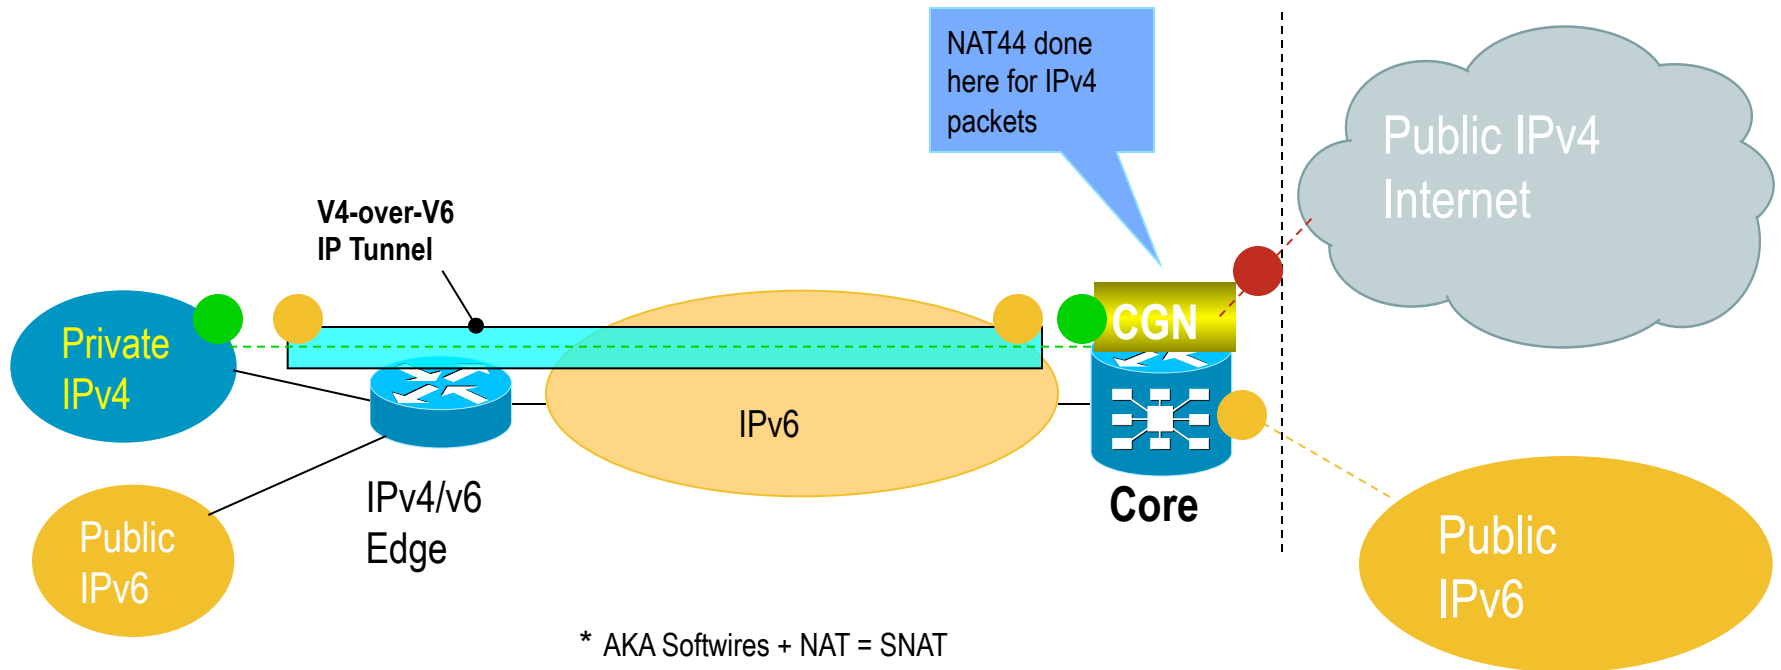 NAT44 done
here for IPv4
packets
Public IPv4
Internet
V4-over-V6
IP Tunnel
CGN
Private
IPv4
IPv6
IPv4/v6
Edge
Core
Public
IPv6
Public
IPv6
* AKA Softwires + NAT = SNAT